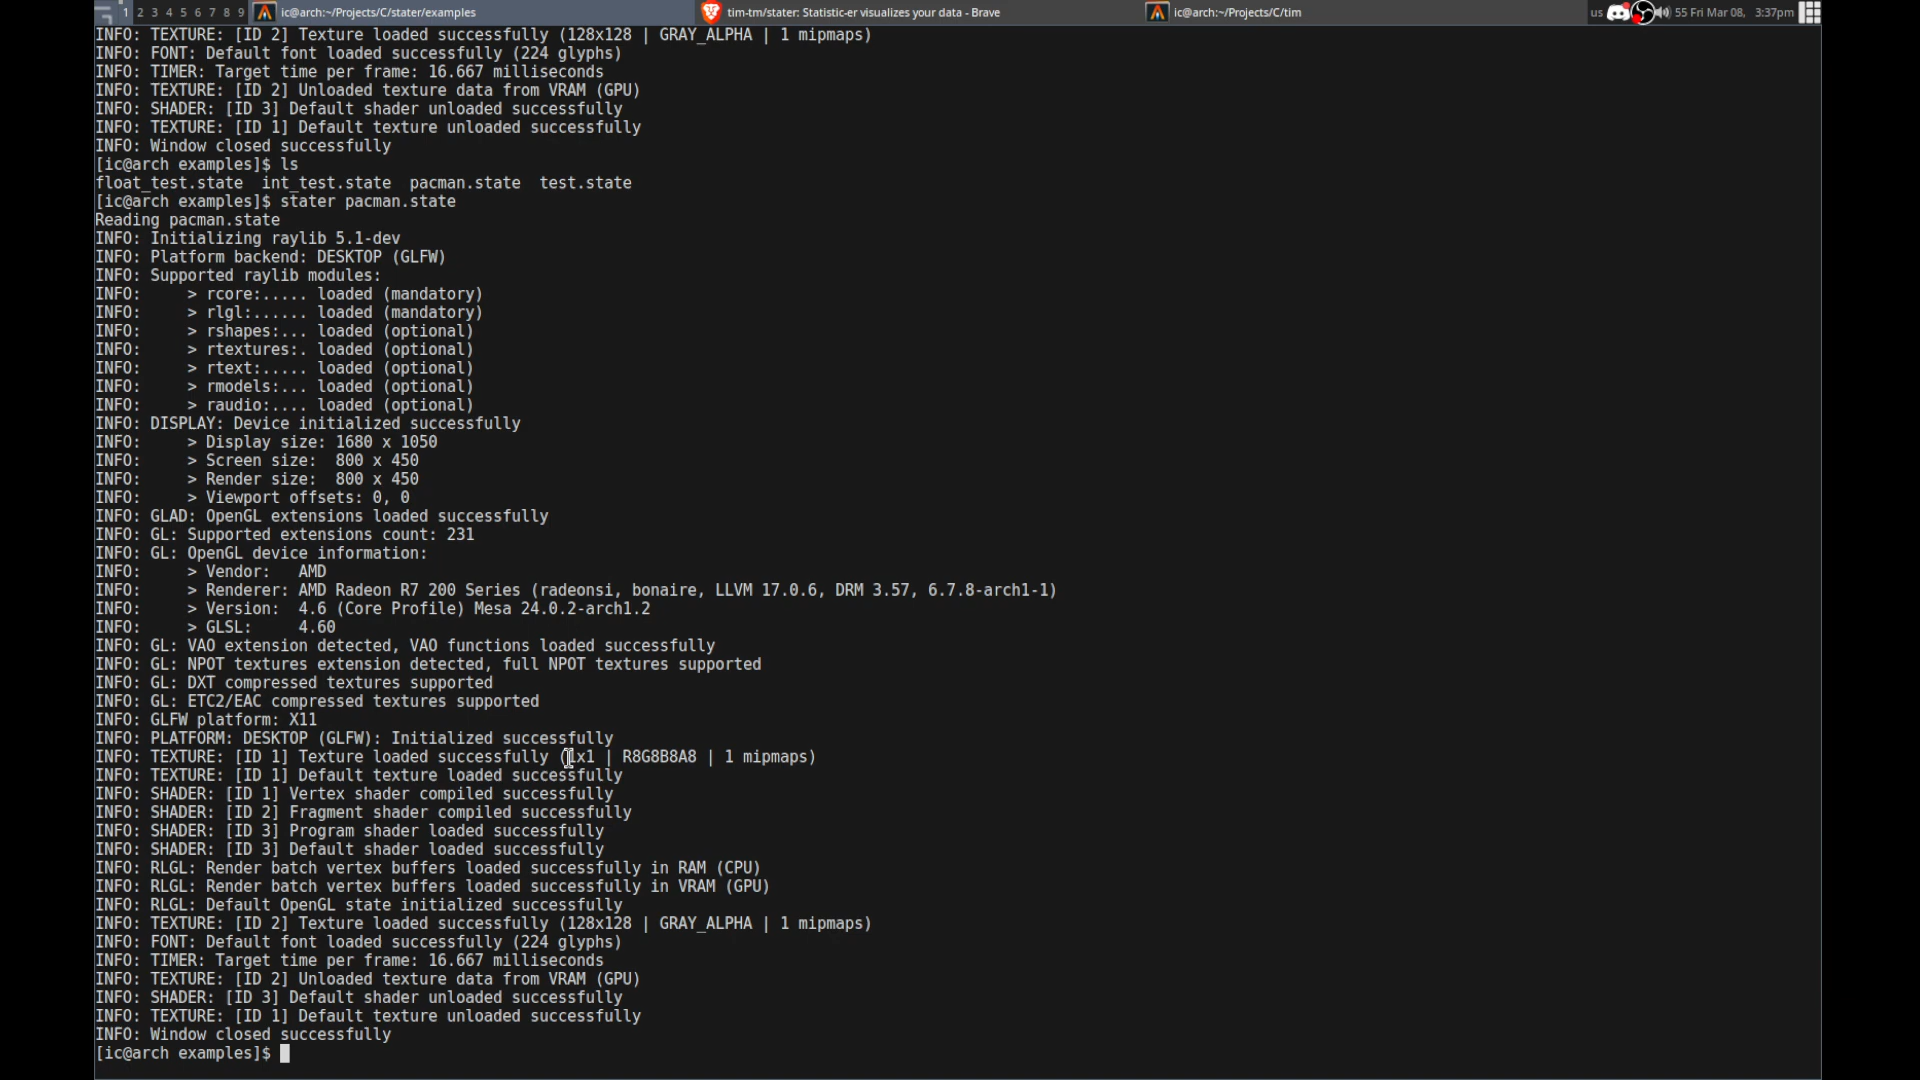 1 2 3 4 5 6 7 8 9 ic@arch:~/Projects/C/stater/examples tim-tm/stater: Statistic-er visualizes your data - Brave ic@arch:~/Projects/C/tim us 55 Fri Mar 08, 3:37pm
INFO: TEXTURE: [ID 2] Texture loaded successfully (128x128 | GRAY_ALPHA | 1 mipmaps)
INFO: FONT: Default font loaded successfully (224 glyphs)
INFO: TIMER: Target time per frame: 16.667 milliseconds
INFO: TEXTURE: [ID 2] Unloaded texture data from VRAM (GPU)
INFO: SHADER: [ID 3] Default shader unloaded successfully
INFO: TEXTURE: [ID 1] Default texture unloaded successfully
INFO: Window closed successfully
[ic@arch examples]$ ls
float_test.state  int_test.state  pacman.state  test.state
[ic@arch examples]$ stater pacman.state
Reading pacman.state
INFO: Initializing raylib 5.1-dev
INFO: Platform backend: DESKTOP (GLFW)
INFO: Supported raylib modules:
INFO:     > rcore:..... loaded (mandatory)
INFO:     > rlgl:...... loaded (mandatory)
INFO:     > rshapes:... loaded (optional)
INFO:     > rtextures:. loaded (optional)
INFO:     > rtext:..... loaded (optional)
INFO:     > rmodels:... loaded (optional)
INFO:     > raudio:.... loaded (optional)
INFO: DISPLAY: Device initialized successfully
INFO:     > Display size: 1680 x 1050
INFO:     > Screen size:  800 x 450
INFO:     > Render size:  800 x 450
INFO:     > Viewport offsets: 0, 0
INFO: GLAD: OpenGL extensions loaded successfully
INFO: GL: Supported extensions count: 231
INFO: GL: OpenGL device information:
INFO:     > Vendor:   AMD
INFO:     > Renderer: AMD Radeon R7 200 Series (radeonsi, bonaire, LLVM 17.0.6, DRM 3.57, 6.7.8-arch1-1)
INFO:     > Version:  4.6 (Core Profile) Mesa 24.0.2-arch1.2
INFO:     > GLSL:     4.60
INFO: GL: VAO extension detected, VAO functions loaded successfully
INFO: GL: NPOT textures extension detected, full NPOT textures supported
INFO: GL: DXT compressed textures supported
INFO: GL: ETC2/EAC compressed textures supported
INFO: GLFW platform: X11
INFO: PLATFORM: DESKTOP (GLFW): Initialized successfully
INFO: TEXTURE: [ID 1] Texture loaded successfully (1x1 | R8G8B8A8 | 1 mipmaps)
INFO: TEXTURE: [ID 1] Default texture loaded successfully
INFO: SHADER: [ID 1] Vertex shader compiled successfully
INFO: SHADER: [ID 2] Fragment shader compiled successfully
INFO: SHADER: [ID 3] Program shader loaded successfully
INFO: SHADER: [ID 3] Default shader loaded successfully
INFO: RLGL: Render batch vertex buffers loaded successfully in RAM (CPU)
INFO: RLGL: Render batch vertex buffers loaded successfully in VRAM (GPU)
INFO: RLGL: Default OpenGL state initialized successfully
INFO: TEXTURE: [ID 2] Texture loaded successfully (128x128 | GRAY_ALPHA | 1 mipmaps)
INFO: FONT: Default font loaded successfully (224 glyphs)
INFO: TIMER: Target time per frame: 16.667 milliseconds
INFO: TEXTURE: [ID 2] Unloaded texture data from VRAM (GPU)
INFO: SHADER: [ID 3] Default shader unloaded successfully
INFO: TEXTURE: [ID 1] Default texture unloaded successfully
INFO: Window closed successfully
[ic@arch examples]$